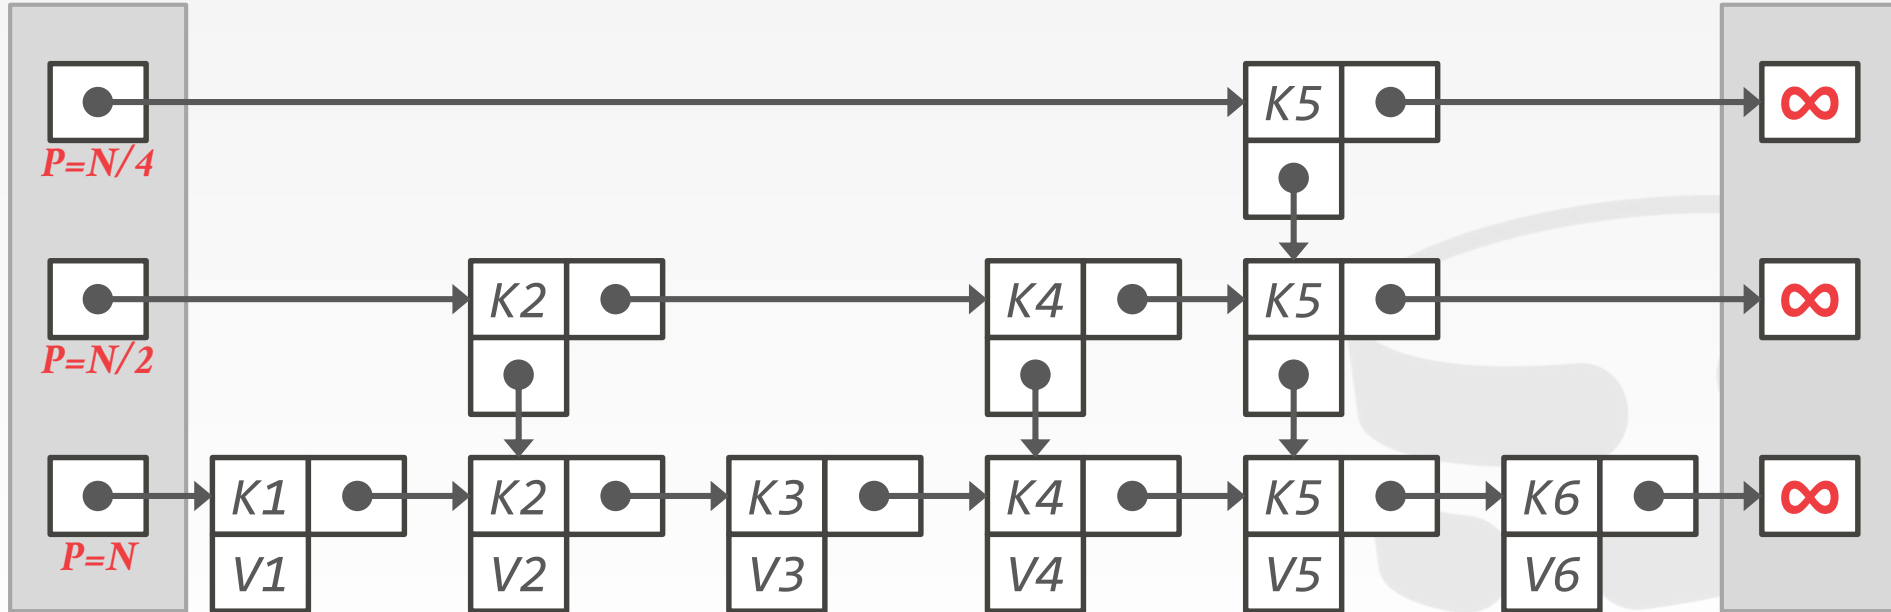 K5 ∞
P=N/4
K2 K4 K5 ∞
P=N/2
K1 K2 K3 K4 K5 K6 ∞
P=N
V1 V2 V3 V4 V5 V6